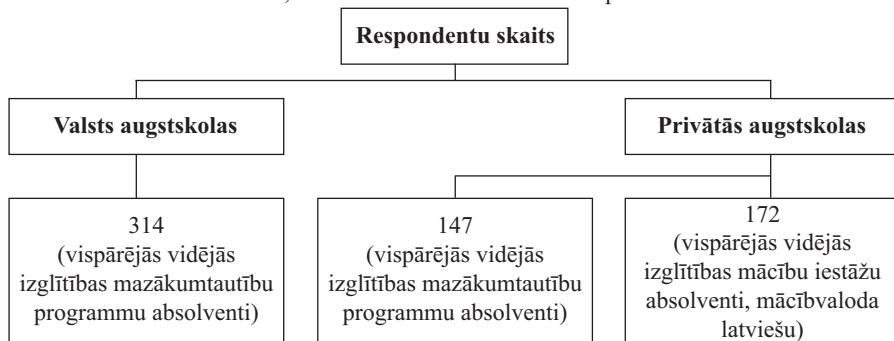 Respondentu skaits
Valsts augstskolas
Privātās augstskolas
314
(vispārējās vidējās
izglītības mazākumtautību
programmu absolventi)
147
(vispārējās vidējās
izglītības mazākumtautību
programmu absolventi)
172
(vispārējās vidējās
izglītības mācību iestāžu
absolventi, mācībvaloda
latviešu)